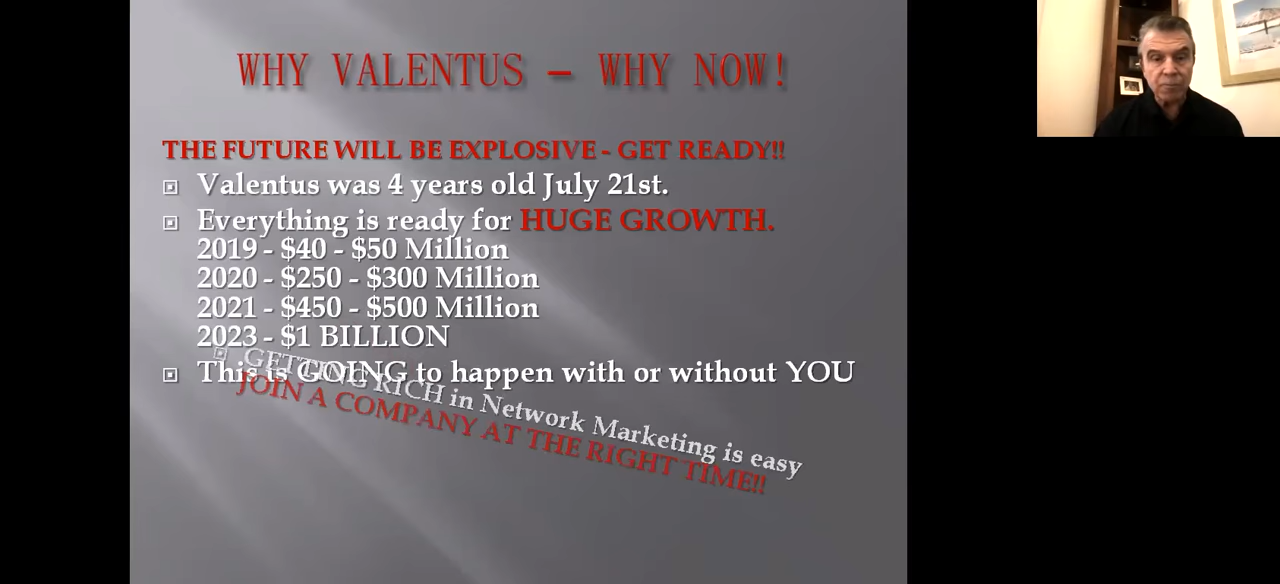 WHY VALENTUS – WHY NOW!
THE FUTURE WILL BE EXPLOSIVE - GET READY!!
Valentus was 4 years old July 21st.
Everything is ready for HUGE GROWTH.
2019 - $40 - $50 Million
2020 - $250 - $300 Million
2021 - $450 - $500 Million
2023 - $1 BILLION
This is GOING to happen with or without YOU
GETTING RICH in Network Marketing is easy
JOIN A COMPANY AT THE RIGHT TIME!!